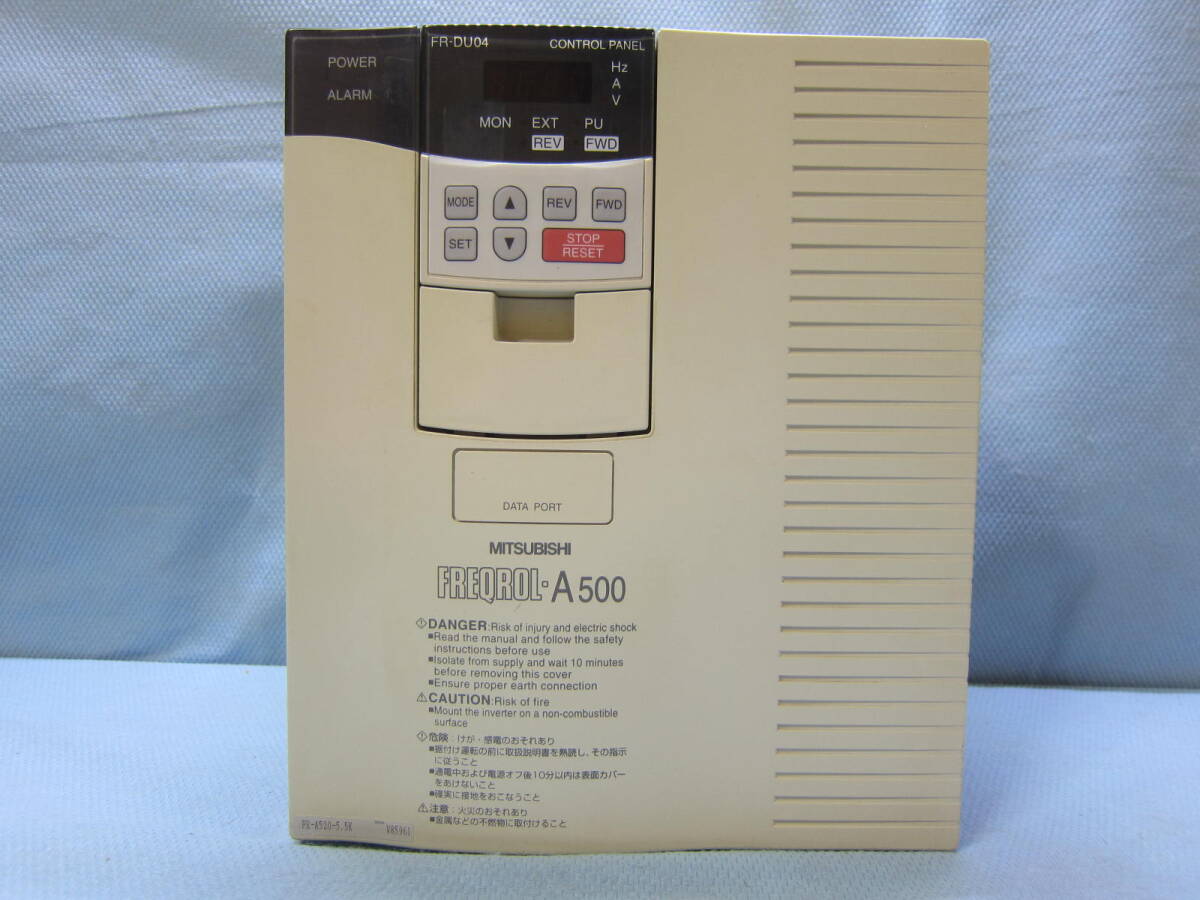 POWER
ALARM
FR-DU04 CONTROL PANEL
Hz
A
V
MON EXT PU
REV FWD
MODE ▲ REV FWD
SET ▼ STOP
RESET
DATA PORT
MITSUBISHI
FREQROL-A500
DANGER:Risk of injury and electric shock
■Read the manual and follow the safety
instructions before use
■Isolate from supply and wait 10 minutes
before removing this cover
■Ensure proper earth connection
CAUTION:Risk of fire
■Mount the inverter on a non-combustible
surface
危険：けが・感電のおそれあり
■据付け運転の前に取扱説明書を熟読し、その指示
に従うこと
■通電中および電源オフ後10分以内は表面カバー
をあけないこと
■確実に接地をおこなうこと
注意：火災のおそれあり
■金属などの不燃物に取付けること
FR-A520-5.5K